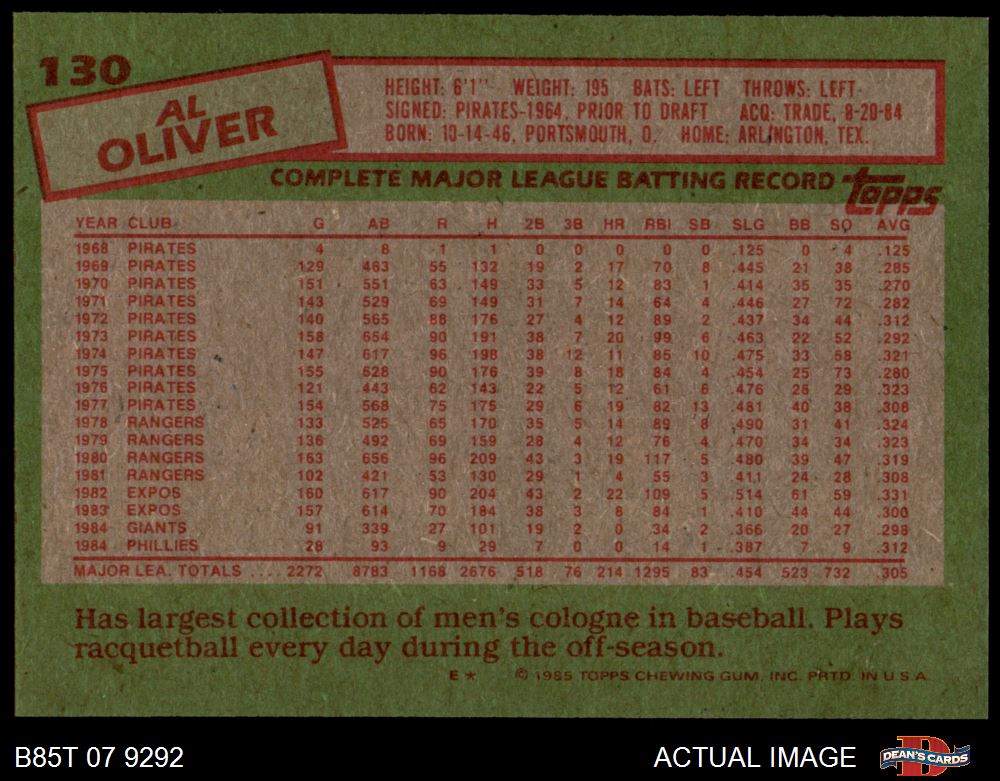 130
AL
OLIVER
HEIGHT: 6'1" WEIGHT: 195 BATS: LEFT THROWS: LEFT
SIGNED: PIRATES-1964, PRIOR TO DRAFT ACQ: TRADE, 8-20-84
BORN: 10-14-46, PORTSMOUTH, O. HOME: ARLINGTON, TEX.
COMPLETE MAJOR LEAGUE BATTING RECORD topps
YEAR CLUB G AB R H 2B 3B HR RBI SB SLG BB SO AVG
1968 PIRATES 4 8 1 1 0 0 0 0 0 .125 0 4 .125
1969 PIRATES 129 463 55 132 19 2 17 70 8 .445 21 38 .285
1970 PIRATES 151 551 63 149 33 5 12 83 1 .414 35 35 .270
1971 PIRATES 143 529 69 149 31 7 14 64 4 .446 27 72 .282
1972 PIRATES 140 565 88 176 27 4 12 89 2 .437 34 44 .312
1973 PIRATES 158 654 90 191 38 7 20 99 6 .463 22 52 .292
1974 PIRATES 147 617 96 198 38 12 11 85 10 .475 33 58 .321
1975 PIRATES 155 628 90 176 39 8 18 84 4 .454 25 73 .280
1976 PIRATES 121 443 62 143 22 5 12 61 6 .476 26 29 .323
1977 PIRATES 154 568 75 175 29 6 19 82 13 .481 40 38 .308
1978 RANGERS 133 525 65 170 35 5 14 89 8 .490 31 41 .324
1979 RANGERS 136 492 69 159 28 4 12 76 4 .470 34 34 .323
1980 RANGERS 163 656 96 209 43 3 19 117 5 .480 39 47 .319
1981 RANGERS 102 421 53 130 29 1 4 55 3 .411 24 28 .308
1982 EXPOS 160 617 90 204 43 2 22 109 5 .514 61 59 .331
1983 EXPOS 157 614 70 184 38 3 8 84 1 .410 44 44 .300
1984 GIANTS 91 339 27 101 19 2 0 34 2 .366 20 27 .298
1984 PHILLIES 28 93 9 29 7 0 0 14 1 .387 7 9 .312
MAJOR LEA. TOTALS .... 2272 8783 1168 2676 518 76 214 1295 83 .454 523 732 .305
Has largest collection of men's cologne in baseball. Plays
racquetball every day during the off-season.
E * © 1985 TOPPS CHEWING GUM, INC. PRTD. IN U.S.A.
B85T 07 9292 ACTUAL IMAGE DEAN'S CARDS